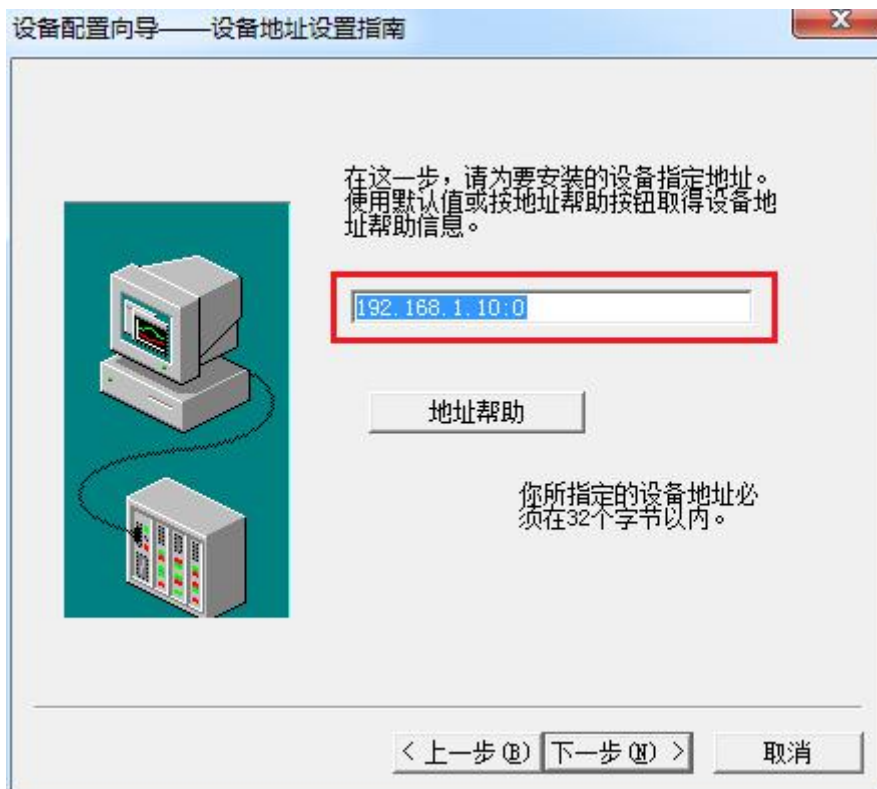 设备配置向导——设备地址设置指南
在这一步，请为要安装的设备指定地址。
使用默认值或按地址帮助按钮取得设备地
址帮助信息。
192.168.1.10:0
地址帮助
你所指定的设备地址必
须在32个字节以内。
<上一步(B) 下一步(N)> 取消